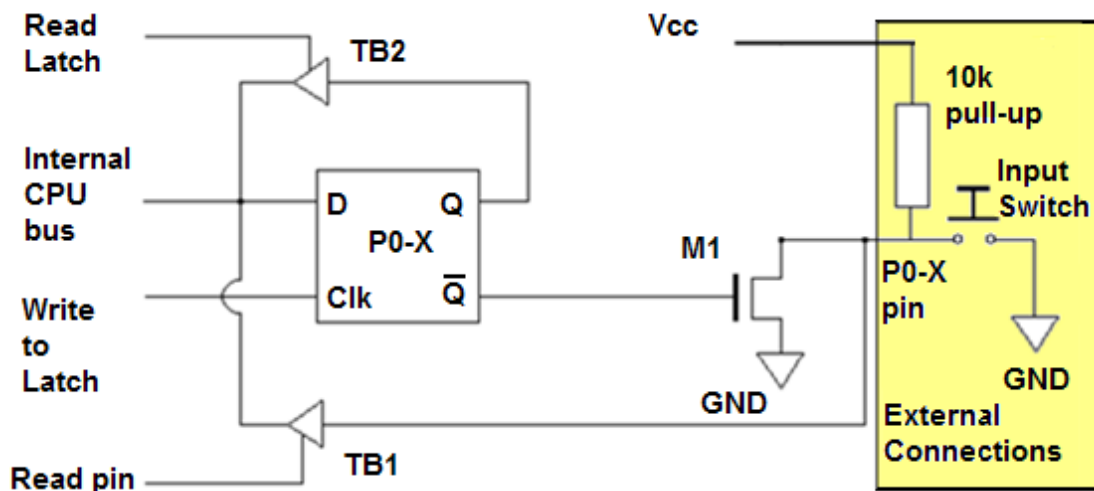 Read
Latch
TB2
Vcc
10k
pull-up
Internal
CPU
bus
D
Q
P0-X
Input
Switch
M1
P0-X
pin
Clk
Q̅
Write
to
Latch
GND
GND
TB1
External
Connections
Read pin